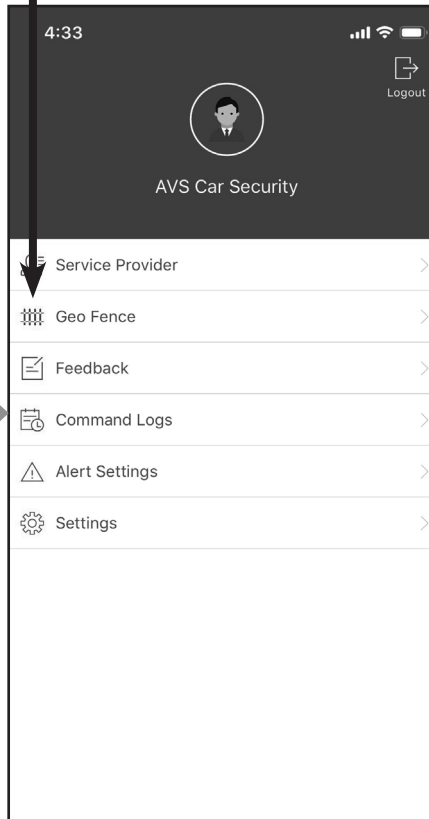 4:33
Logout
AVS Car Security
Service Provider
Geo Fence
Feedback
Command Logs
Alert Settings
Settings